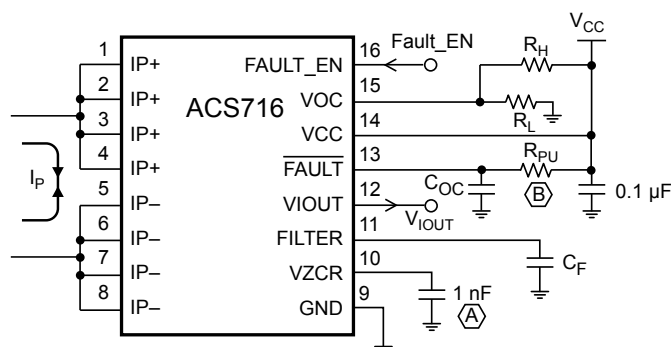 V_CC
Fault_EN
R_H
1 IP+ FAULT_EN 16
2 IP+ VOC 15
ACS716
R_L
3 IP+ VCC 14
4 IP+ FAULT 13
R_PU
I_P
5 IP– VIOUT 12
C_OC
B
0.1 µF
V_IOUT
6 IP– FILTER 11
7 IP– VZCR 10
C_F
8 IP– GND 9
1 nF
A